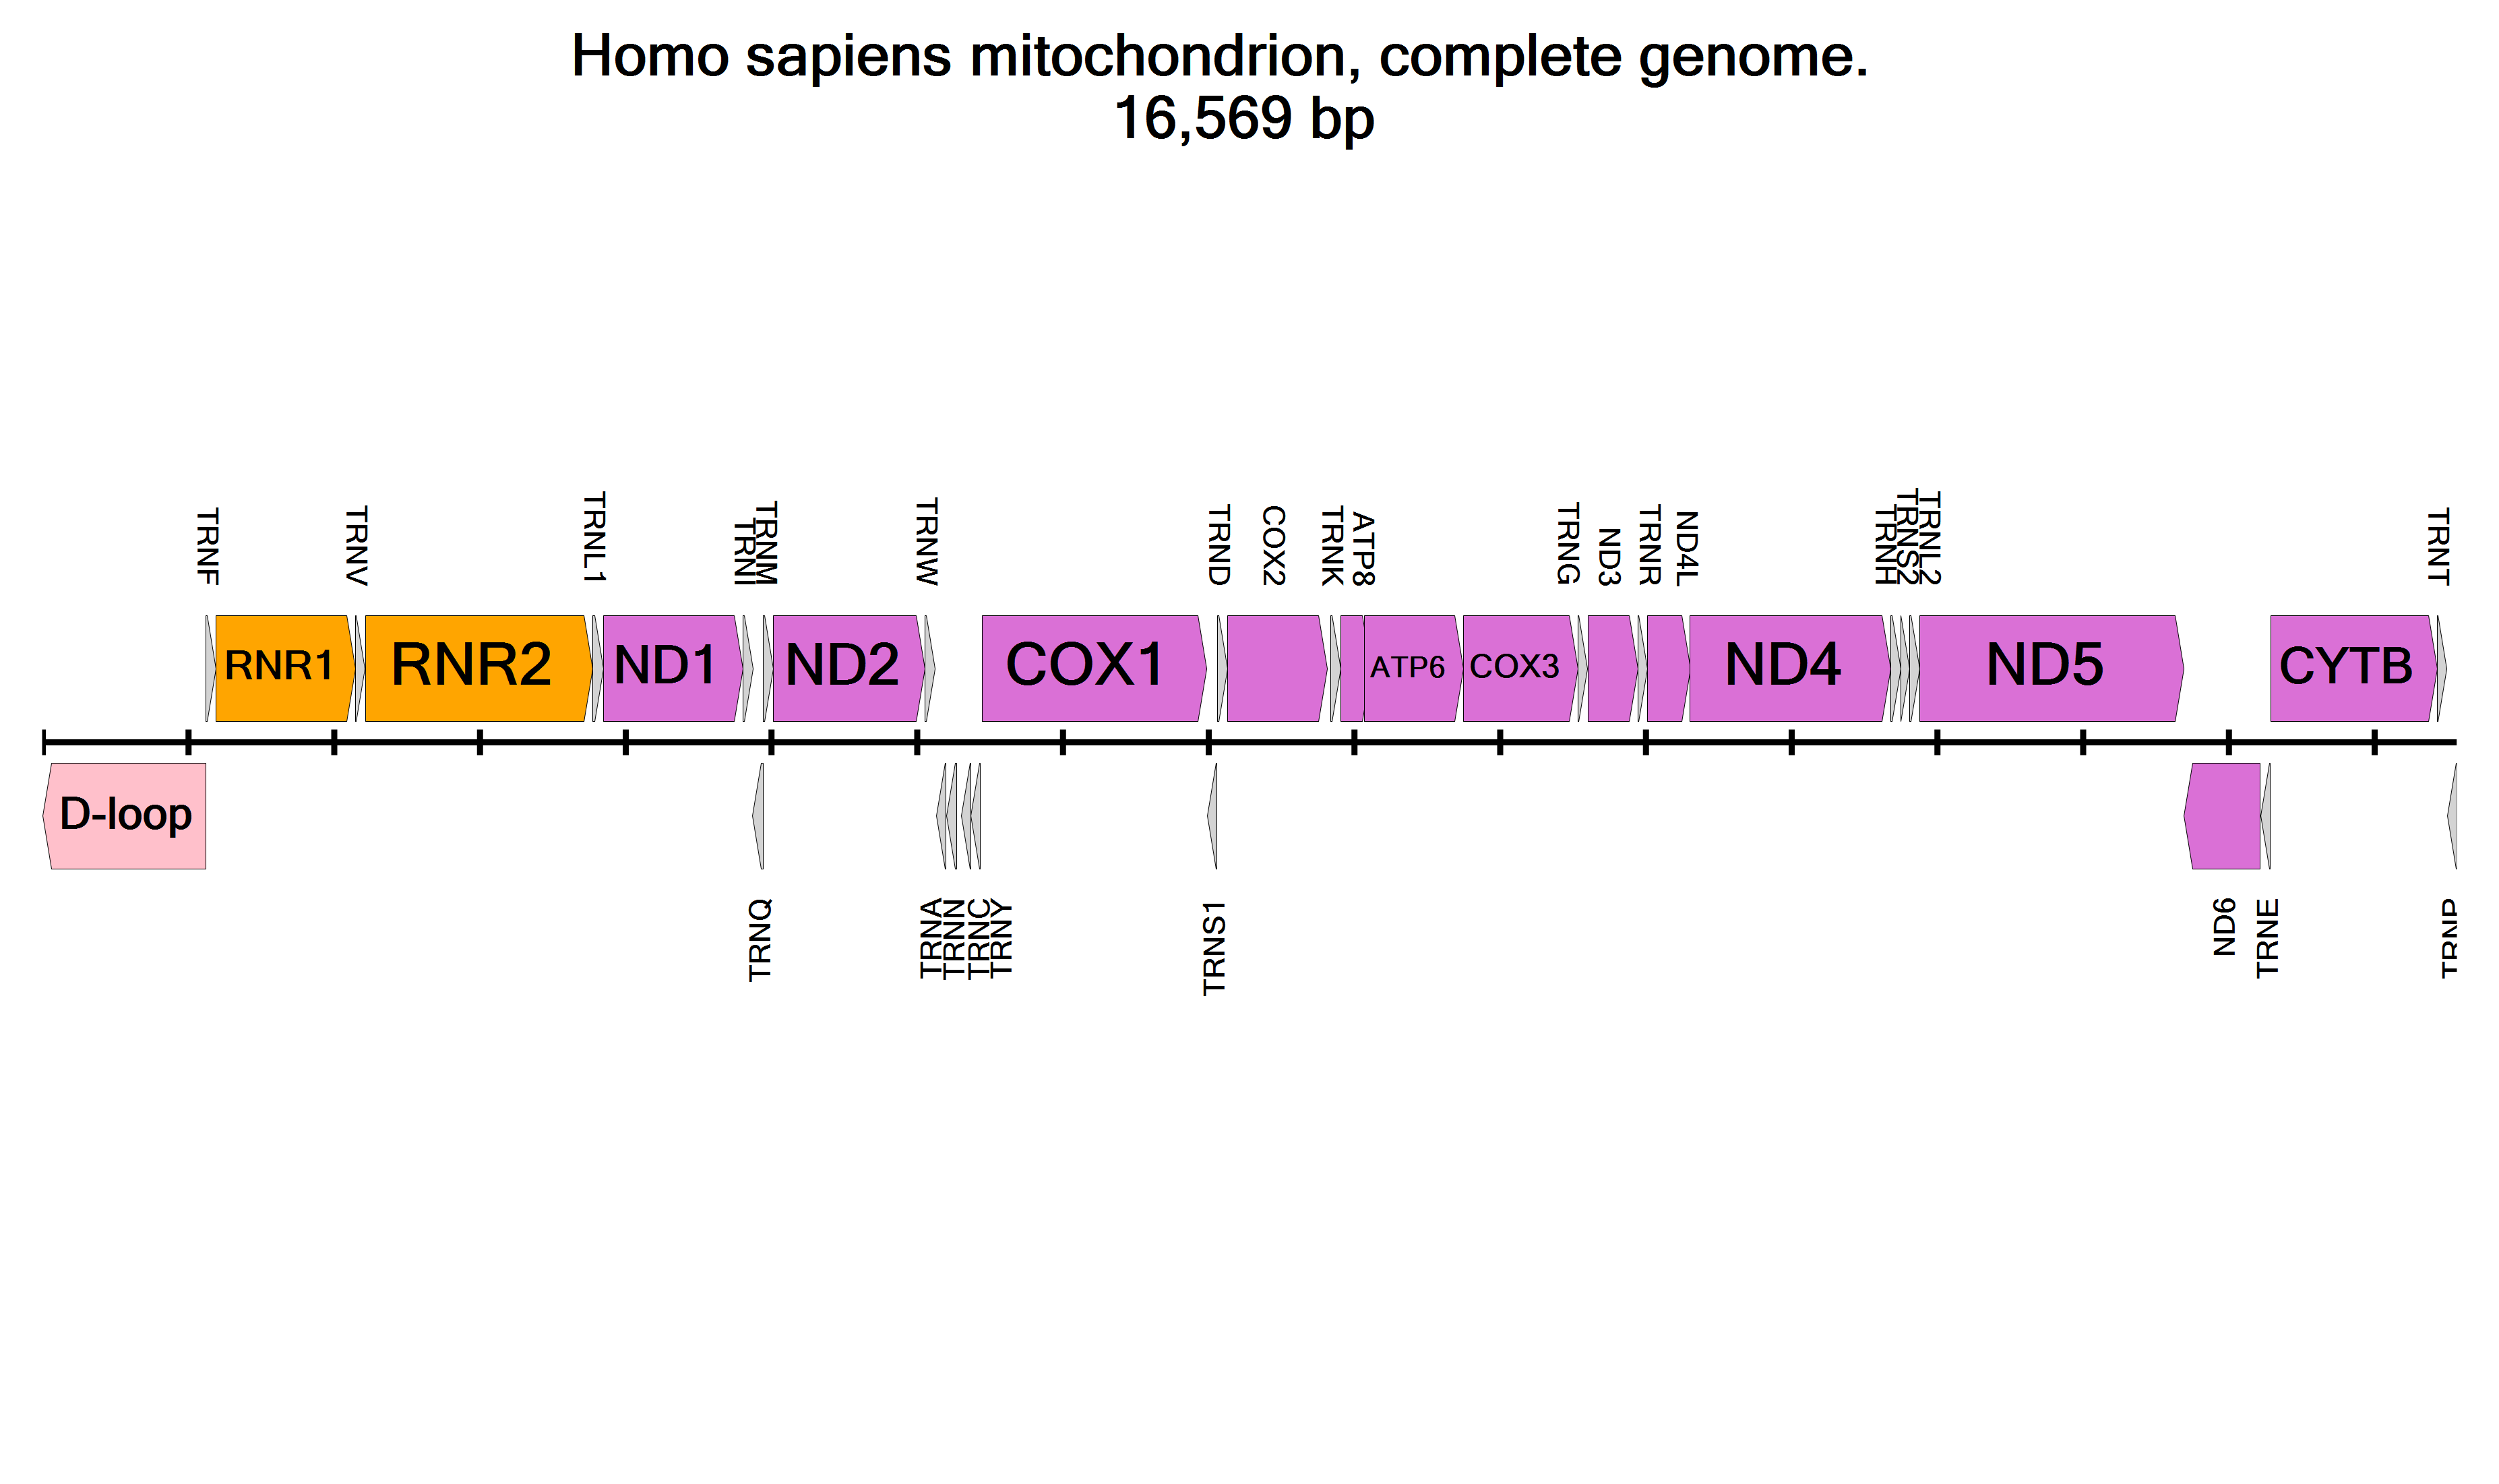 Homo sapiens mitochondrion, complete genome.
16,569 bp
TRNF
TRNV
TRNL1
TRNI
TRNM
TRNW
TRND
COX2
TRNK
ATP8
TRNG
ND3
TRNR
ND4L
TRNH
TRNS2
TRNL2
TRNT
RNR1
RNR2
ND1
ND2
COX1
ATP6
COX3
ND4
ND5
CYTB
D-loop
TRNQ
TRNA
TRNN
TRNC
TRNY
TRNS1
ND6
TRNE
TRNP